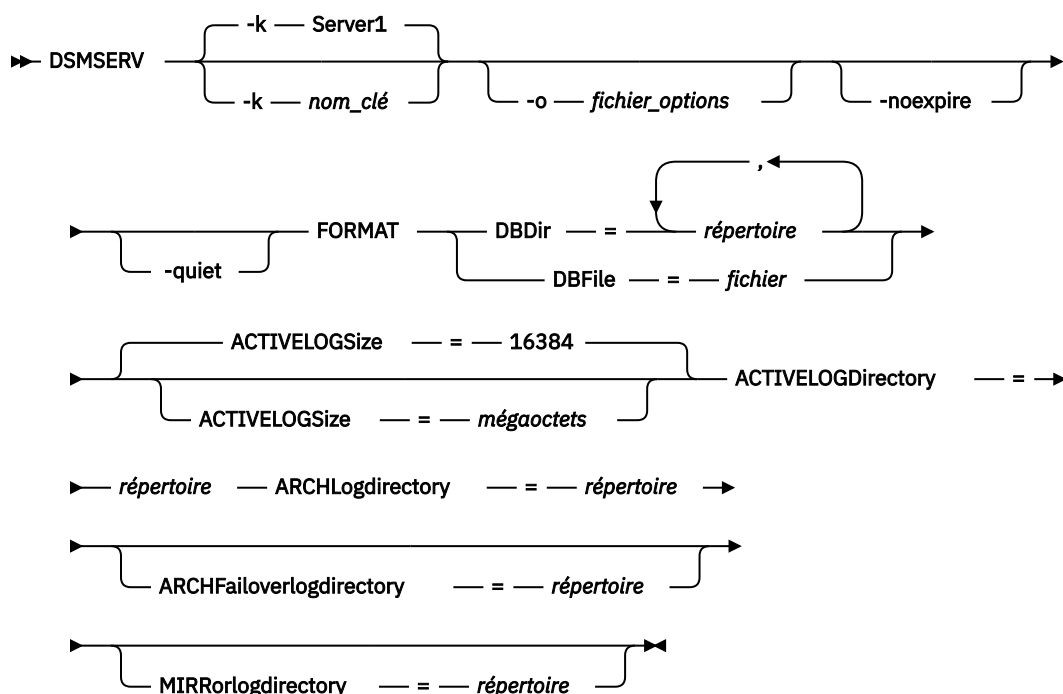 -k — Server1
DSMSERV
-k — nom_clé
-o — fichier_options
-noexpire
,
-quiet
FORMAT
DBDir — = — répertoire
DBFile — = — fichier
ACTIVELOGSize — = — 16384
ACTIVELOGDirectory — = —
ACTIVELOGSize — = — mégaoctets
répertoire — ARCHLogdirectory — = — répertoire
ARCHFailoverlogdirectory — = — répertoire
MIRRorlogdirectory — = — répertoire